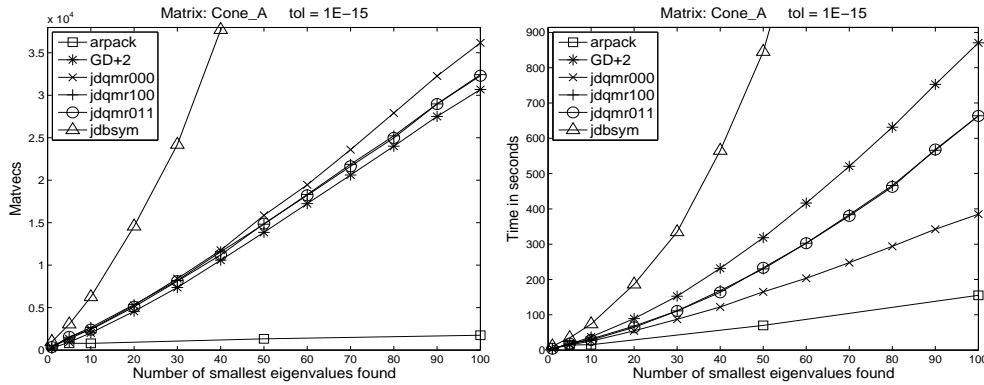 Matrix: Cone_A tol = 1E-15
x 10^4
3.5
3.0
2.5
2.0
1.5
1.0
0.5
0
Matvecs
arpack
GD+2
jdqmr000
jdqmr100
jdqmr011
jdbsym
0 10 20 30 40 50 60 70 80 90 100
Number of smallest eigenvalues found
Matrix: Cone_A tol = 1E-15
900
800
700
600
500
400
300
200
100
0
Time in seconds
arpack
GD+2
jdqmr000
jdqmr100
jdqmr011
jdbsym
0 10 20 30 40 50 60 70 80 90 100
Number of smallest eigenvalues found